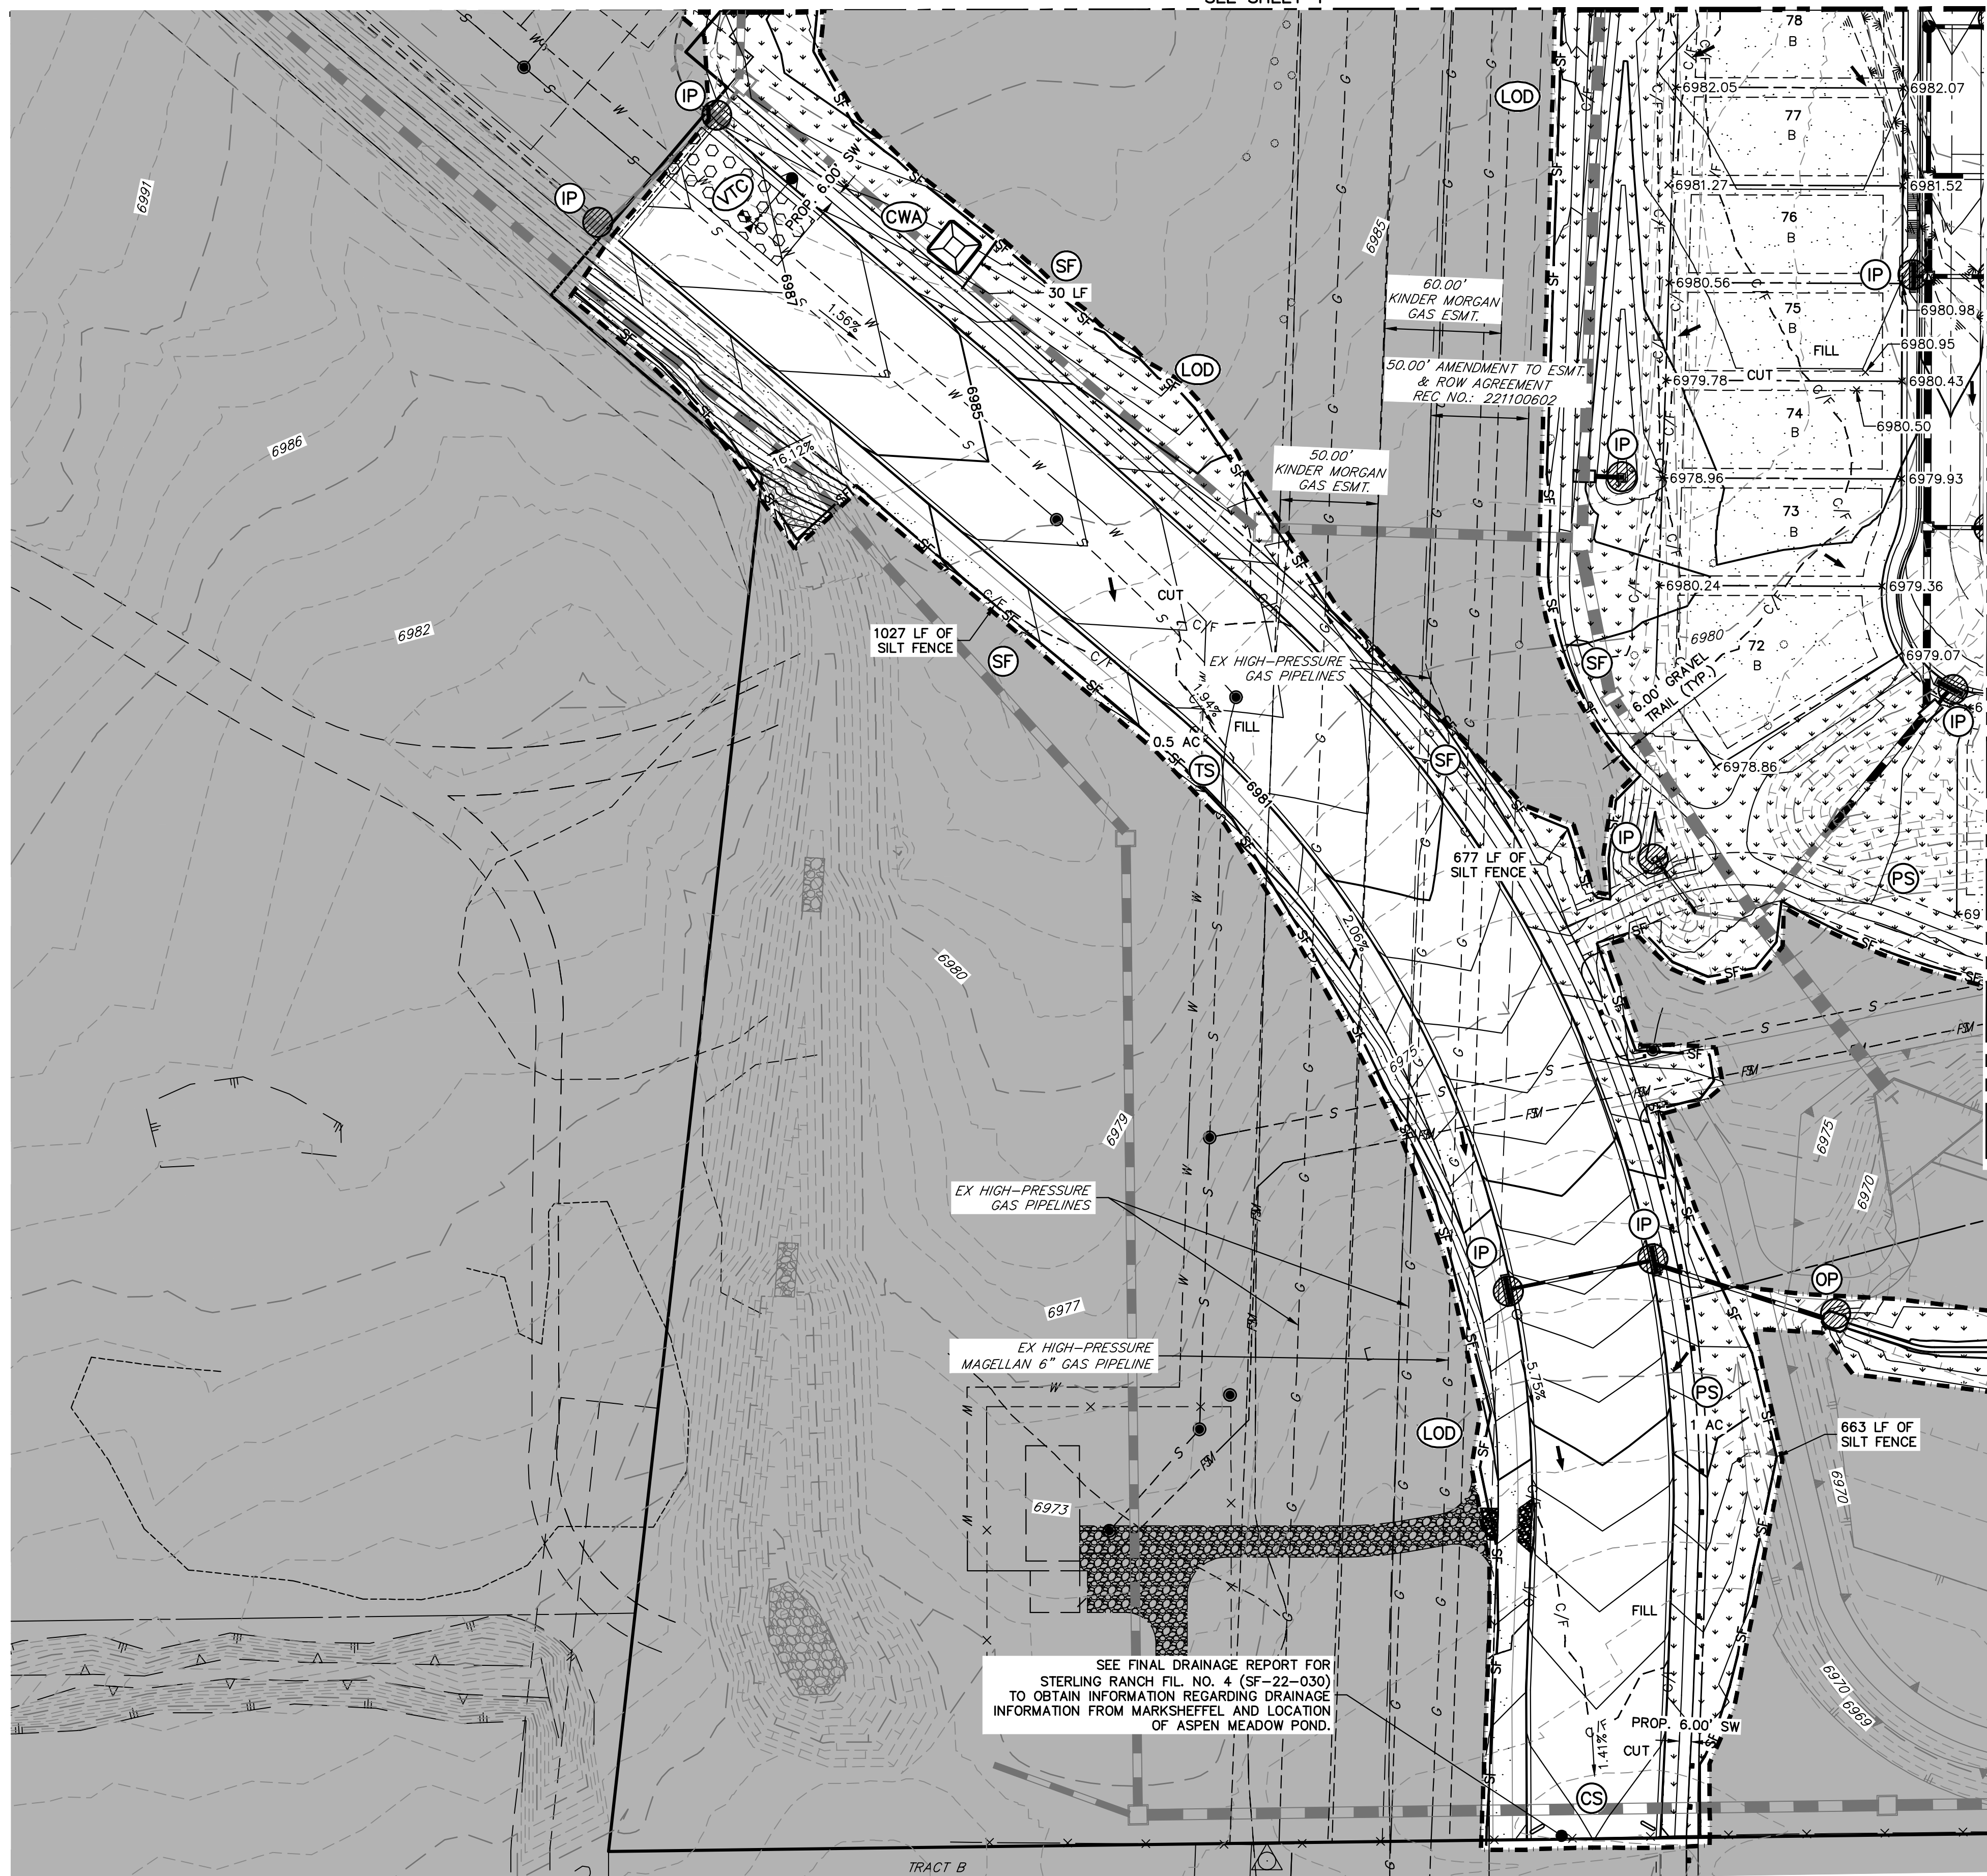 SEE SHEET
IP
IP
VTC
PROP. 6.00' SW
CWA
SF
30 LF
LOD
6991
6986
6982
6987
1.56%
6985
6985
16.12%
LOD
60.00'
KINDER MORGAN
GAS ESMT.
50.00' AMENDMENT TO ESMT.
& ROW AGREEMENT
REC NO.: 221100602
50.00'
KINDER MORGAN
GAS ESMT.
78
B
6982.05
6982.07
77
B
6981.27
6981.52
76
B
IP
6980.56
75
B
6980.98
FILL
6980.95
CUT
6979.78
6980.43
74
B
6980.50
IP
6978.96
6979.93
73
B
6980.24
6979.36
6980
72
B
6979.07
SF
6.00' GRAVEL
TRAIL (TYP.)
IP
6978.86
IP
PS
CUT
C/F
1027 LF OF
SILT FENCE
SF
EX HIGH-PRESSURE
GAS PIPELINES
1.94%
FILL
0.5 AC
TS
6981
SF
677 LF OF
SILT FENCE
2.06%
6980
6975
6979
6975
6970
EX HIGH-PRESSURE
GAS PIPELINES
IP
IP
OP
6977
EX HIGH-PRESSURE
MAGELLAN 6" GAS PIPELINE
5.75%
PS
1 AC
LOD
663 LF OF
SILT FENCE
6970
6973
C/F
FILL
SEE FINAL DRAINAGE REPORT FOR
STERLING RANCH FIL. NO. 4 (SF-22-030)
TO OBTAIN INFORMATION REGARDING DRAINAGE
INFORMATION FROM MARKSHEFFEL AND LOCATION
OF ASPEN MEADOW POND.
6970
6969
PROP. 6.00' SW
CUT
1.41%
CS
TRACT B